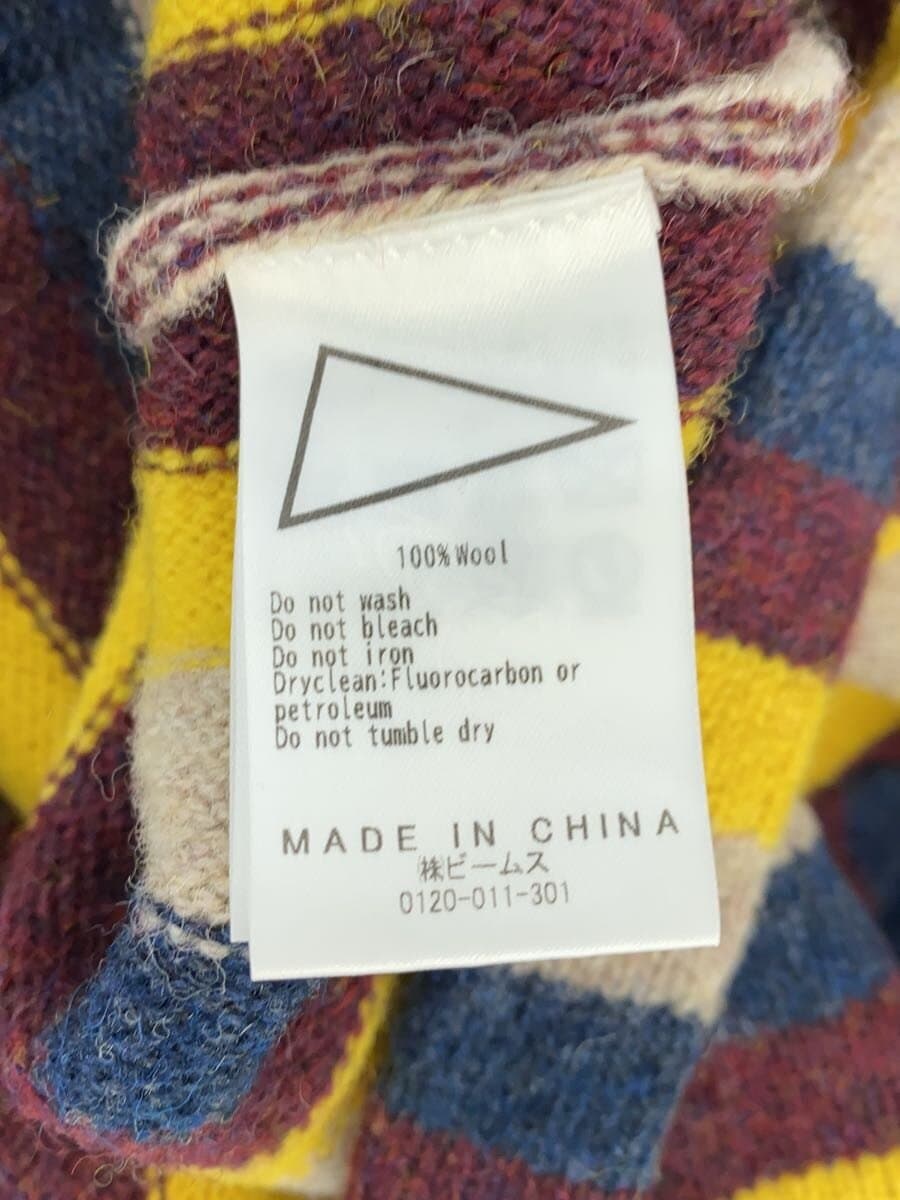 100% Wool
Do not wash
Do not bleach
Do not iron
Dryclean:Fluorocarbon or
petroleum
Do not tumble dry
MADE IN CHINA
㈱ビームス
0120-011-301